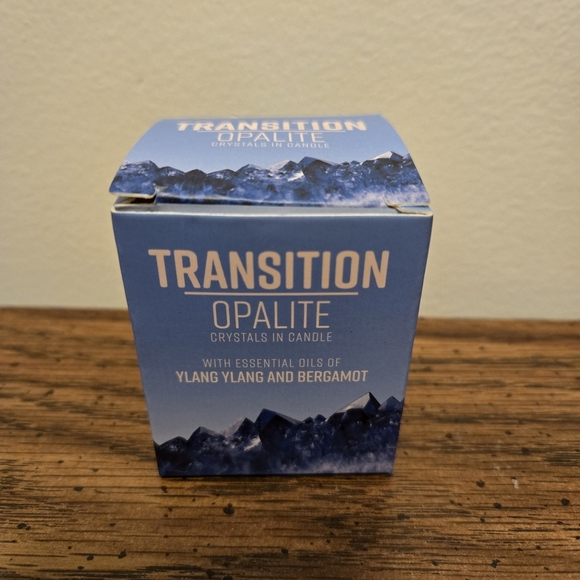 TRANSITION
OPALITE
CRYSTALS IN CANDLE
TRANSITION
OPALITE
CRYSTALS IN CANDLE
WITH ESSENTIAL OILS OF
YLANG YLANG AND BERGAMOT